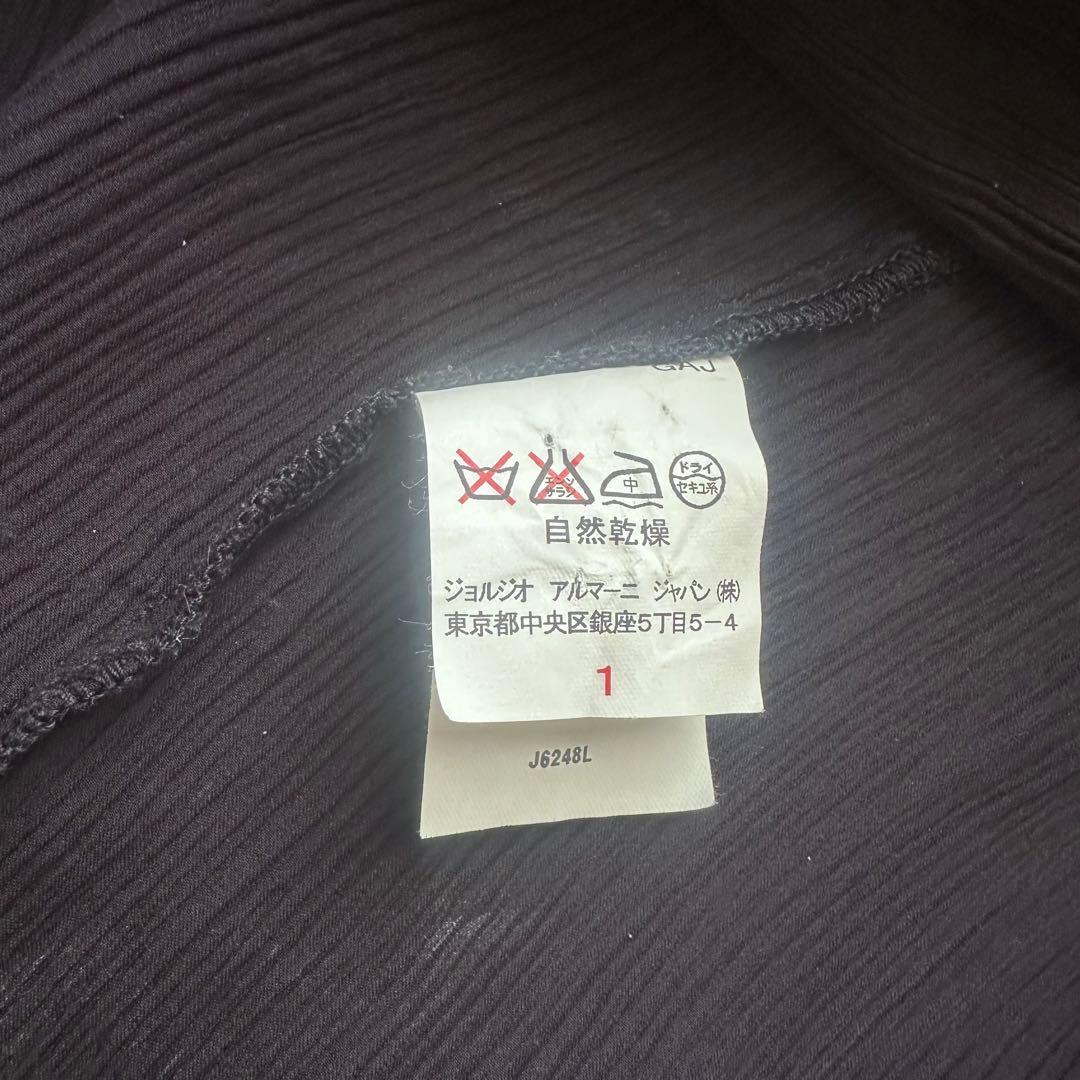 GAJ
エンソ
サラシ
中
ドライ
セキユ系
自然乾燥
ジョルジオ アルマーニ ジャパン(株)
東京都中央区銀座5丁目5-4
1
J6248L